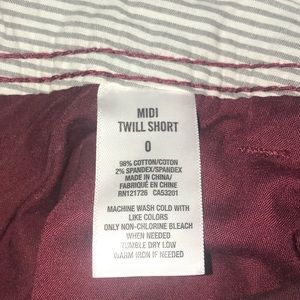 MIDI
TWILL SHORT
0
98% COTTON/COTON
2% SPANDEX/SPANDEX
MADE IN CHINA/
FABRIQUÉ EN CHINE
RN121726 CA53201
MACHINE WASH COLD WITH
LIKE COLORS
ONLY NON-CHLORINE BLEACH
WHEN NEEDED
TUMBLE DRY LOW
WARM IRON IF NEEDED